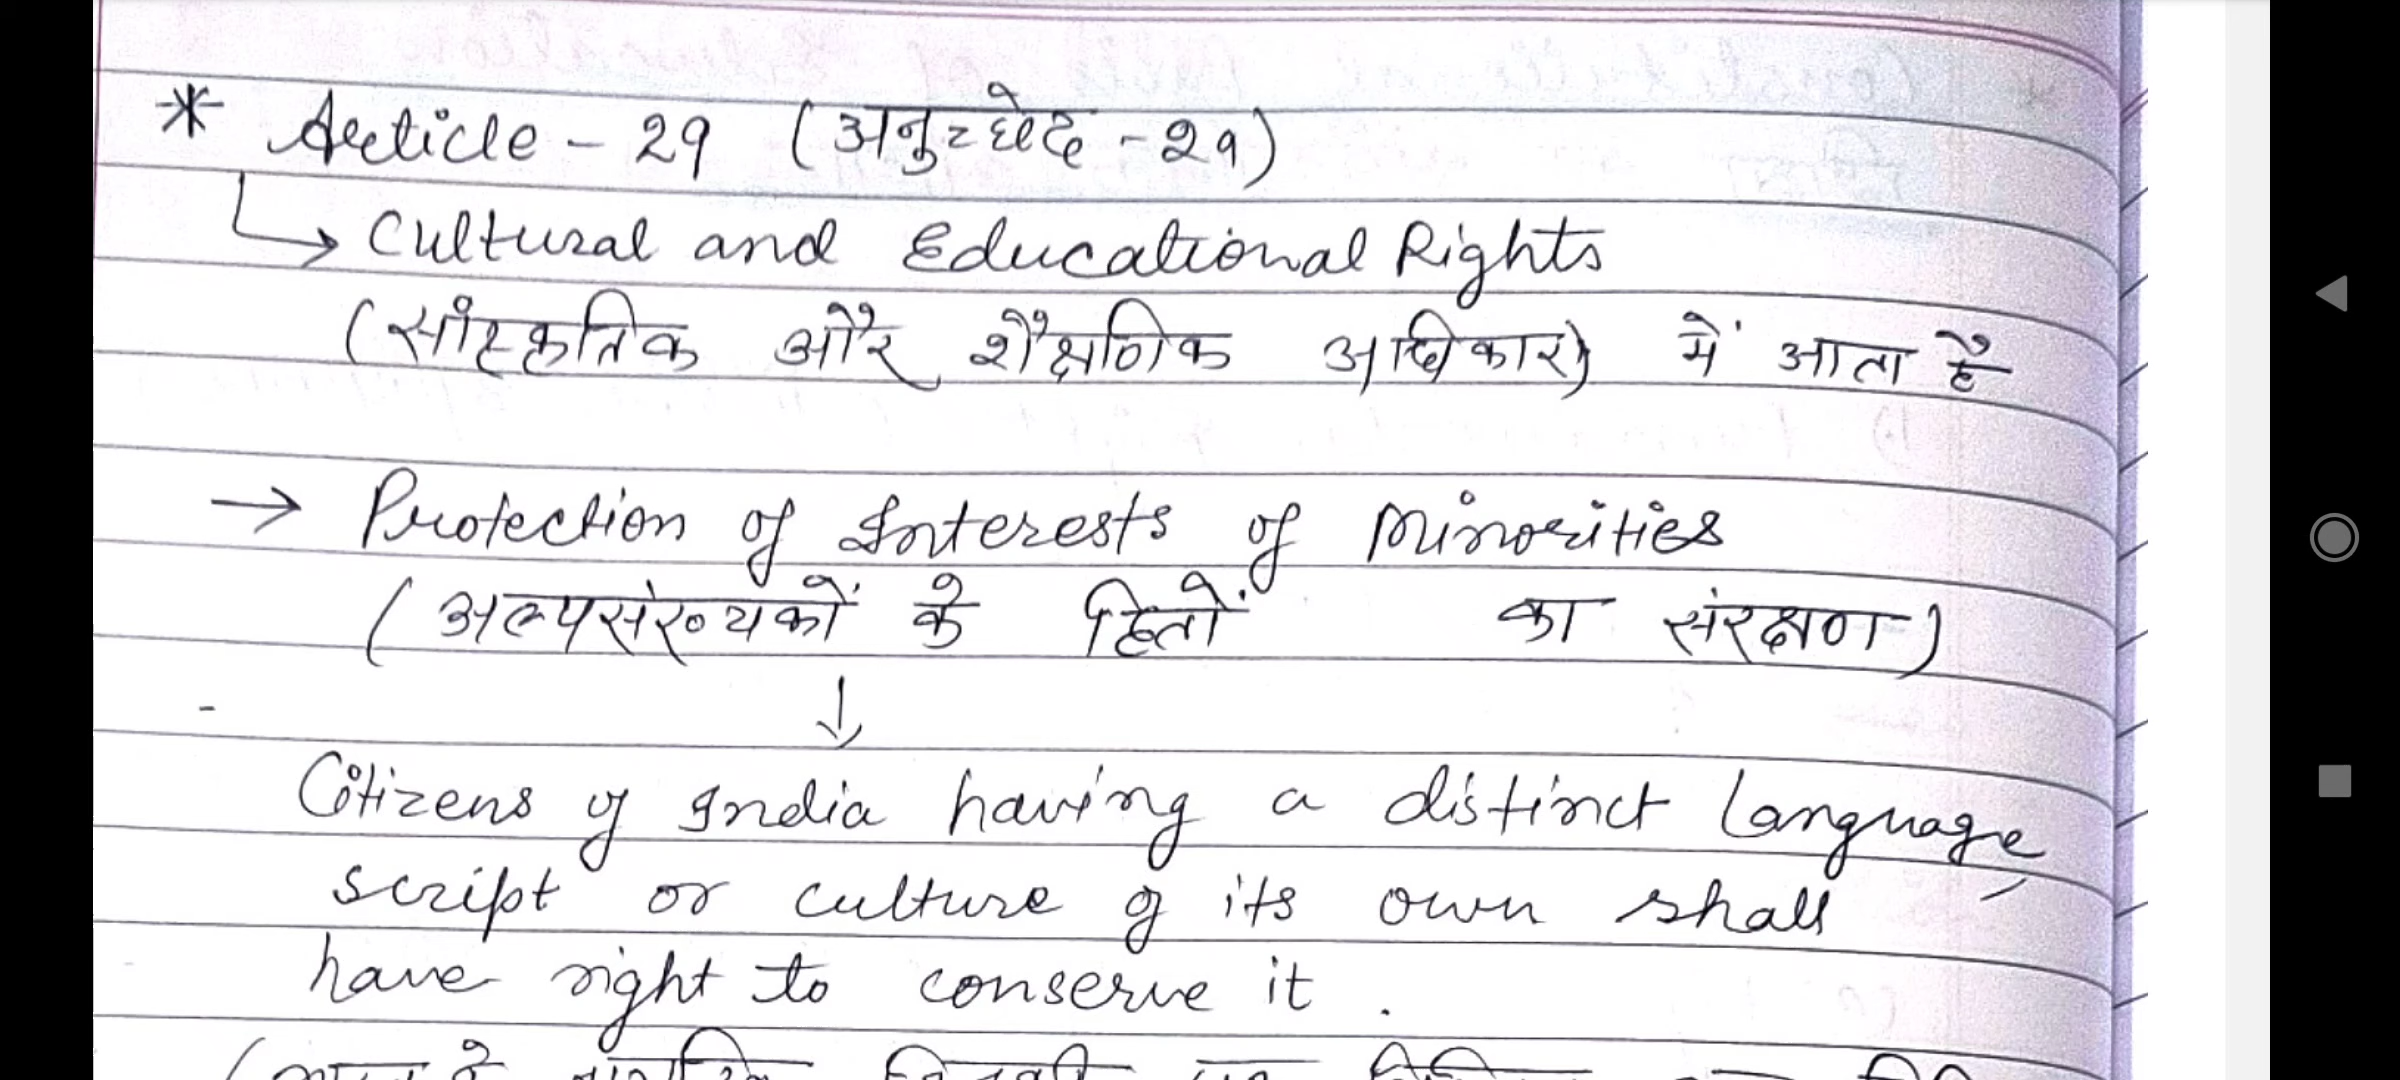 * Article - 29 (अनुच्छेद - 29)
↳ Cultural and Educational Rights
(सांस्कृतिक और शैक्षणिक अधिकार) में आता है
→ Protection of Interests of Minorities
(अल्पसंख्यकों के हितों का संरक्षण)
↓
Citizens of India having a distinct language,
script or culture of its own shall
have right to conserve it.